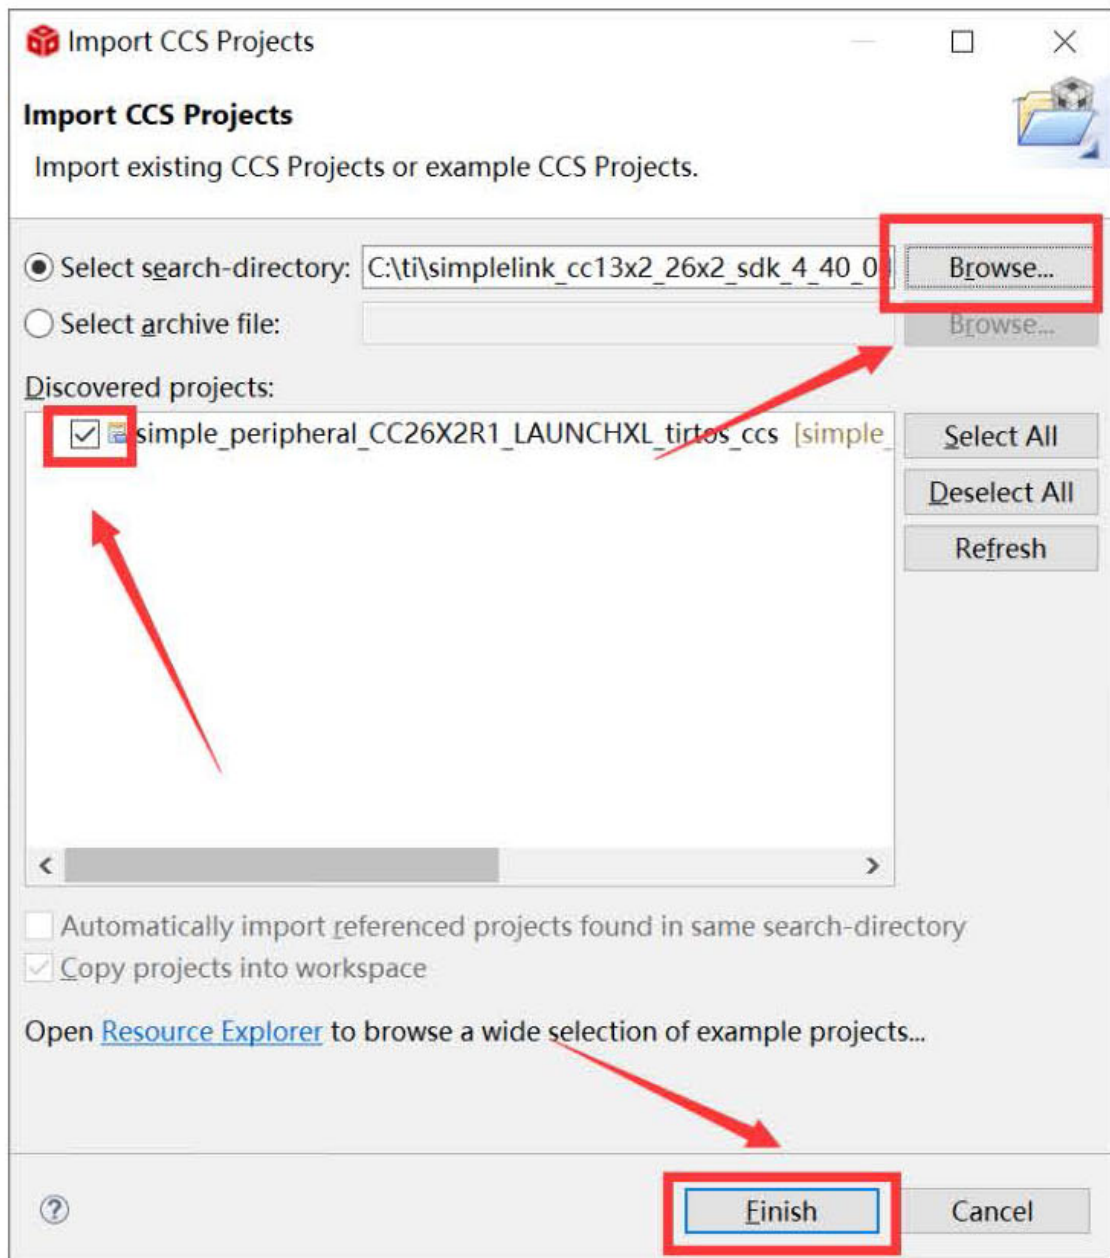 Import CCS Projects
Import CCS Projects
Import existing CCS Projects or example CCS Projects.
Select search-directory: C:\ti\simplelink_cc13x2_26x2_sdk_4_40_0 Browse...
Select archive file: Browse...
Discovered projects:
simple_peripheral_CC26X2R1_LAUNCHXL_tirtos_ccs [simple_ Select All
Deselect All
Refresh
Automatically import referenced projects found in same search-directory
Copy projects into workspace
Open Resource Explorer to browse a wide selection of example projects...
Finish Cancel